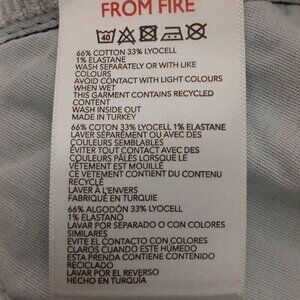 FROM FIRE
40
66% COTTON 33% LYOCELL
1% ELASTANE
WASH SEPARATELY OR WITH LIKE
COLOURS
AVOID CONTACT WITH LIGHT COLOURS
WHEN WET
THIS GARMENT CONTAINS RECYCLED
CONTENT
WASH INSIDE OUT
MADE IN TURKEY
66% COTON 33% LYOCELL 1% ELASTANE
LAVER SÉPARÉMENT OU AVEC DES
COULEURS SEMBLABLES
ÉVITER TOUT CONTACT AVEC DES
COULEURS PÂLES LORSQUE LE
VÊTEMENT EST MOUILLÉ
CE VETEMENT CONTIENT DU CONTENU
RECYCLÉ
LAVER À L'ENVERS
FABRIQUÉ EN TURQUIE
66% ALGODÓN 33% LYOCELL
1% ELASTANO
LAVAR POR SEPARADO O CON COLORES
SIMILARES
EVITE EL CONTACTO CON COLORES
CLAROS CUANDO ESTE HÚMEDO
ESTA PRENDA CONTIENE CONTENIDO
RECICLADO
LAVAR POR EL REVERSO
HECHO EN TURQUÍA